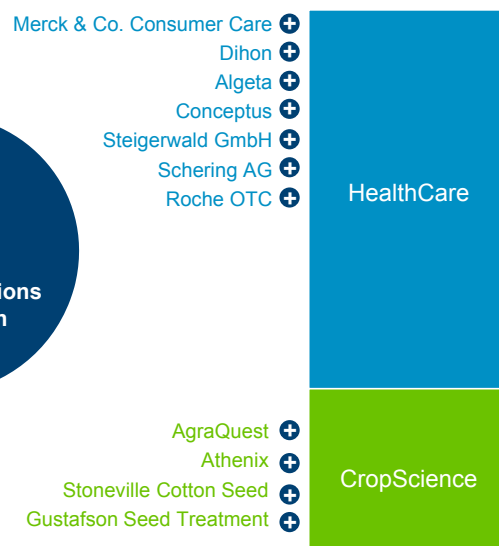 Merck & Co. Consumer Care
Dihon
Algeta
Conceptus
Steigerwald GmbH
Schering AG
Roche OTC
HealthCare
AgraQuest
Athenix
Stoneville Cotton Seed
Gustafson Seed Treatment
CropScience